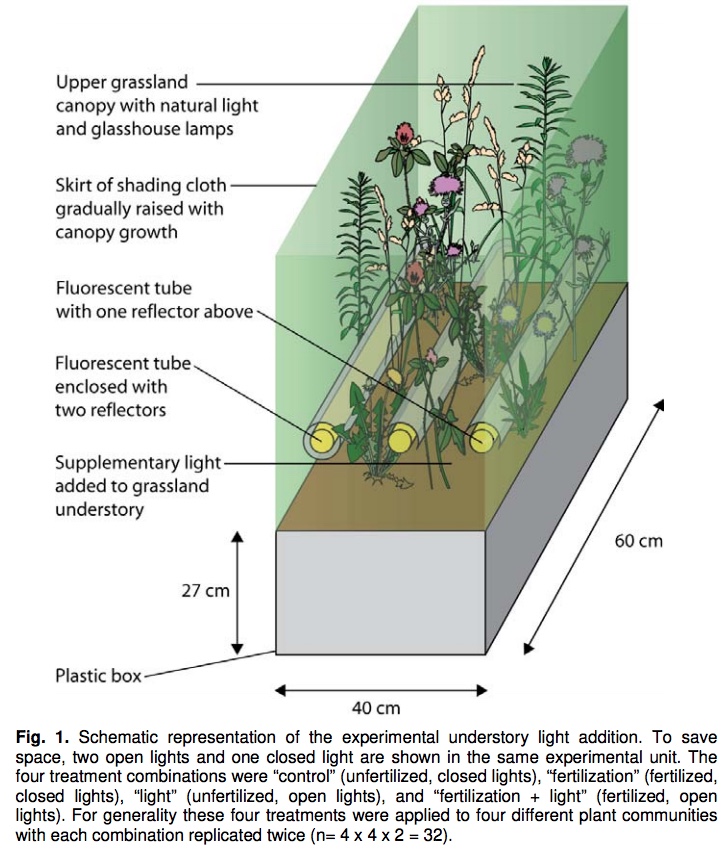 Upper grassland
canopy with natural light
and glasshouse lamps
Skirt of shading cloth
gradually raised with
canopy growth
Fluorescent tube
with one reflector above
Fluorescent tube
enclosed with
two reflectors
Supplementary light
added to grassland
understory
60 cm
27 cm
Plastic box
40 cm
Fig. 1. Schematic representation of the experimental understory light addition. To save
space, two open lights and one closed light are shown in the same experimental unit. The
four treatment combinations were “control” (unfertilized, closed lights), “fertilization” (fertilized,
closed lights), “light” (unfertilized, open lights), and “fertilization + light” (fertilized, open
lights). For generality these four treatments were applied to four different plant communities
with each combination replicated twice (n= 4 x 4 x 2 = 32).